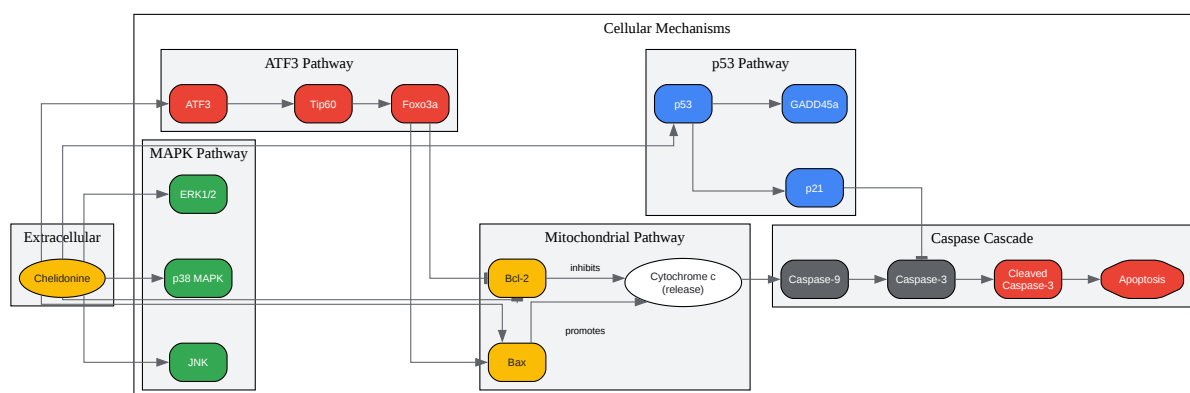 Cellular Mechanisms
ATF3 Pathway
ATF3
Tip60
Foxo3a
p53 Pathway
p53
GADD45a
p21
MAPK Pathway
ERK1/2
p38 MAPK
JNK
Extracellular
Chelidonine
Mitochondrial Pathway
Bcl-2
inhibits
Cytochrome c
(release)
promotes
Bax
Caspase Cascade
Caspase-9
Caspase-3
Cleaved
Caspase-3
Apoptosis